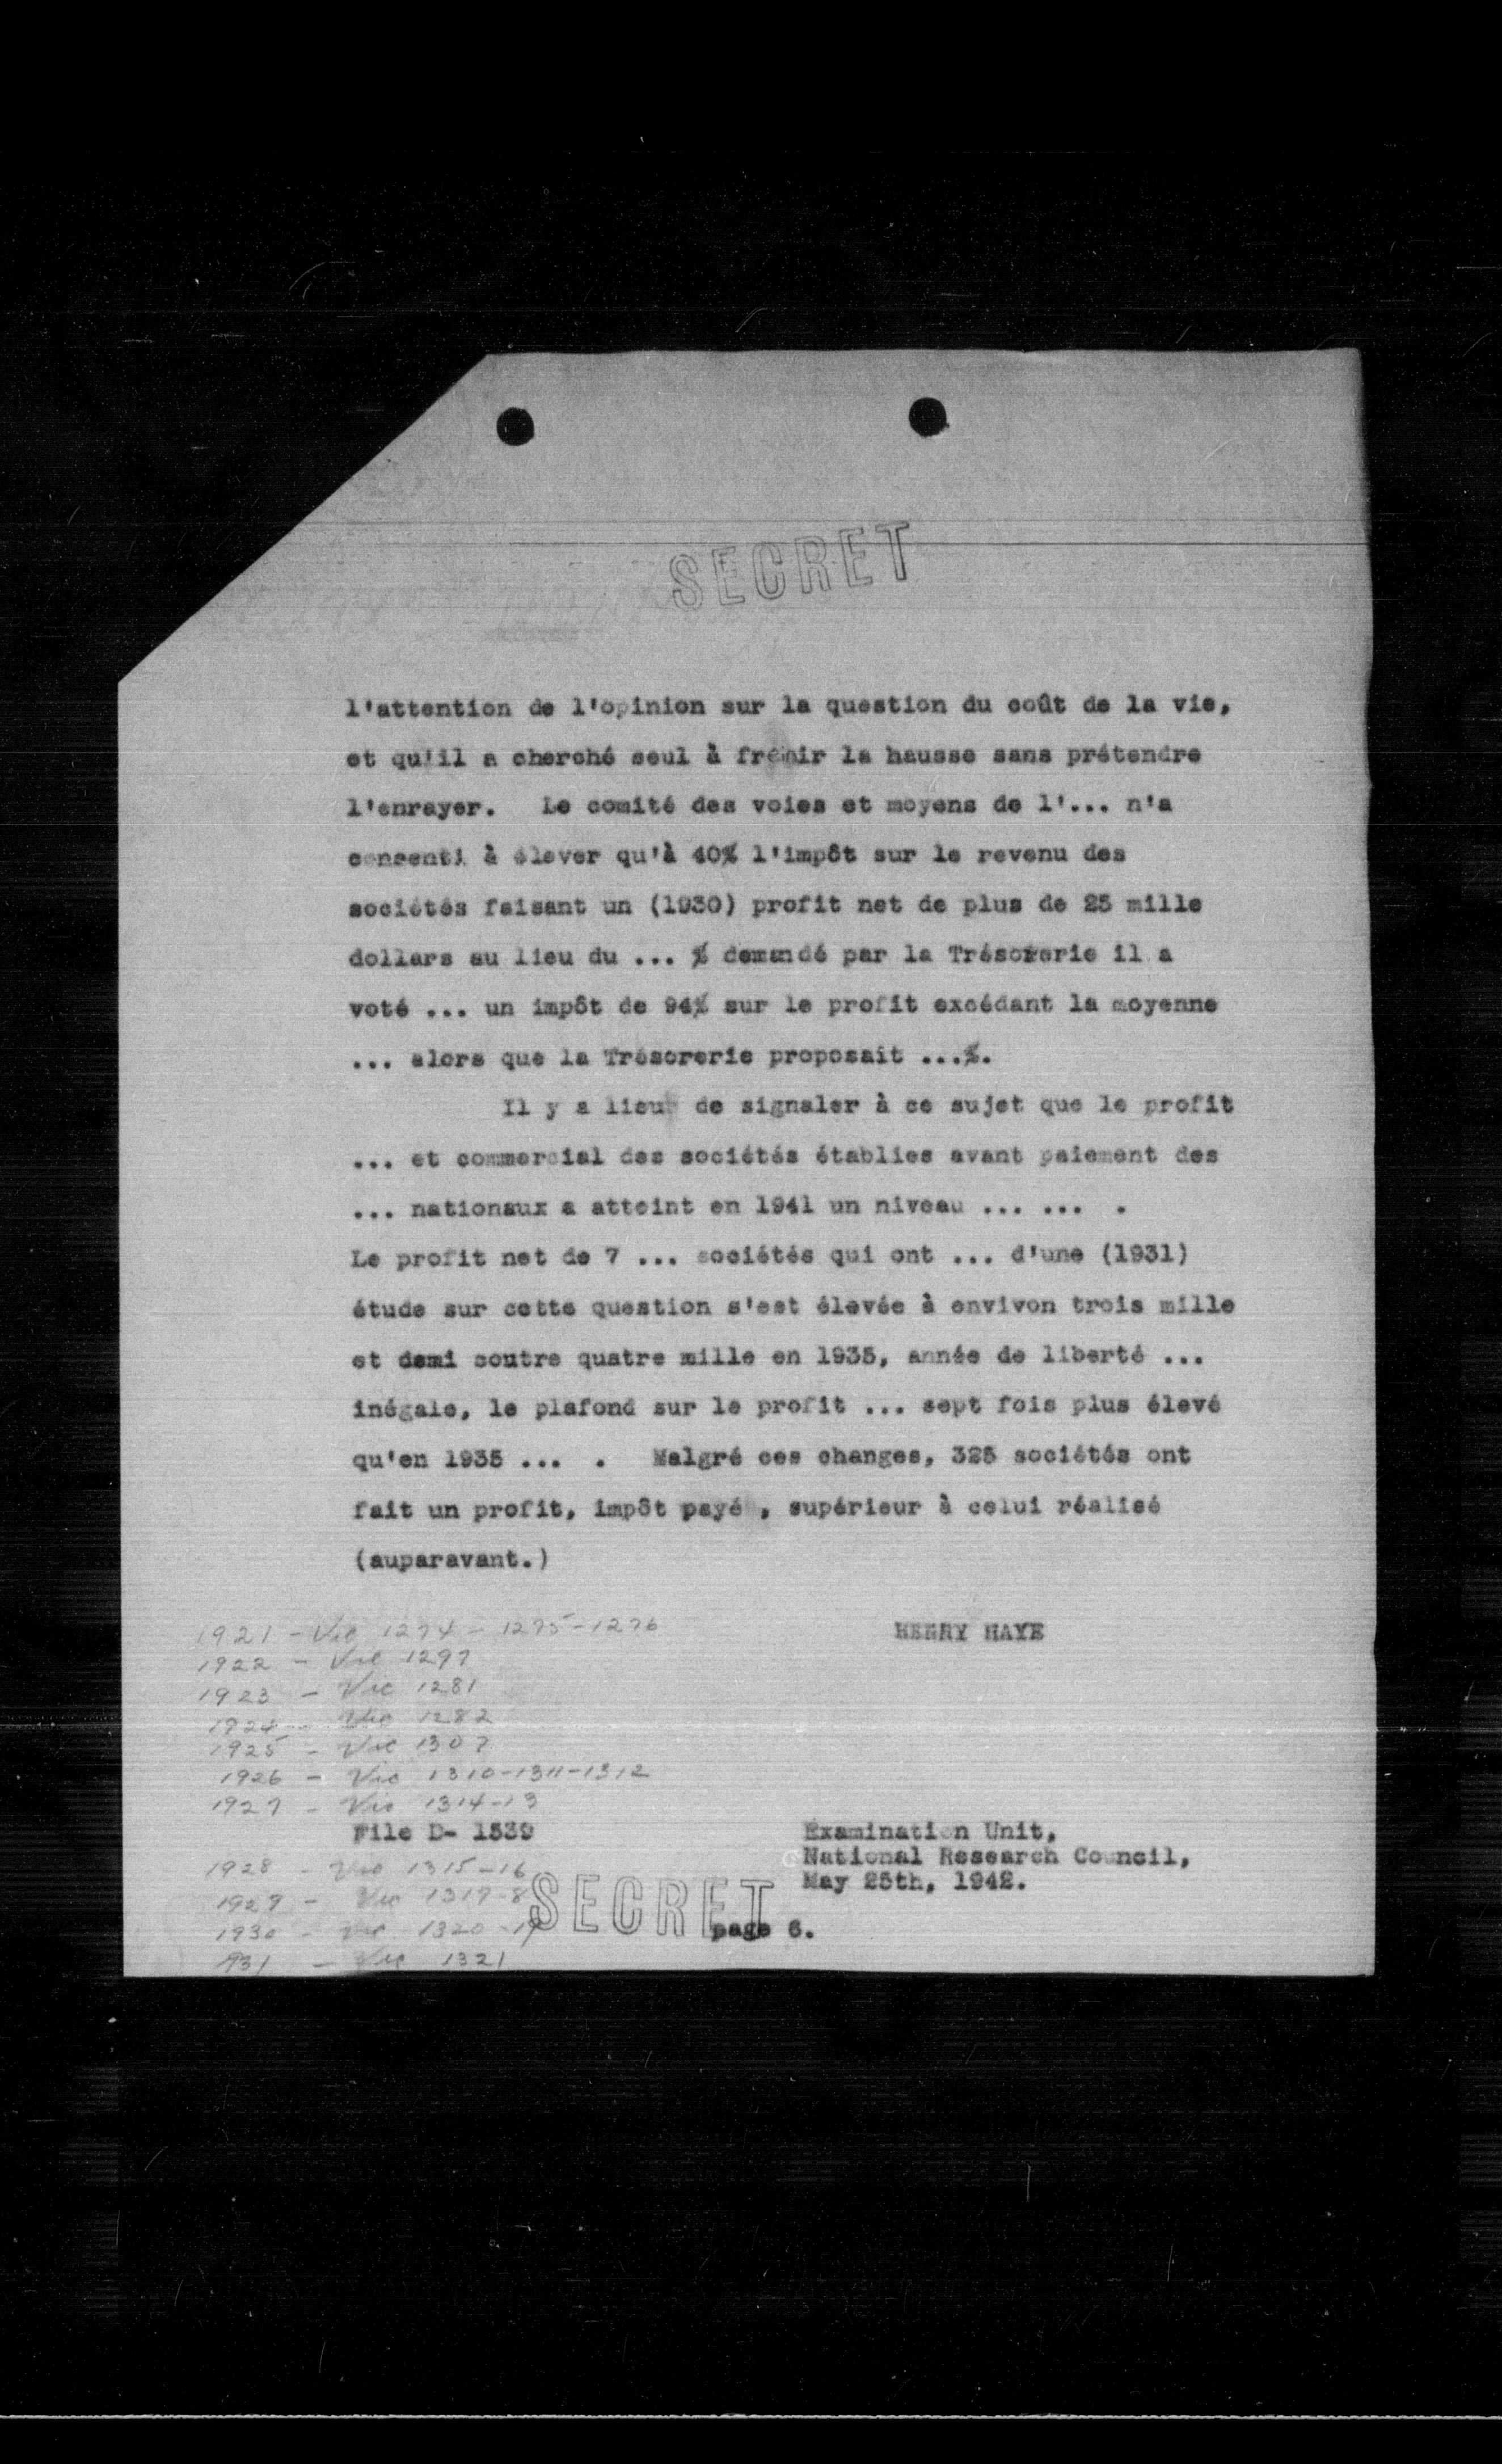 SECRET
l'attention de l'opinion sur la question du coût de la vie,
et qu'il a cherché seul à frémir la hausse sans prétendre
l'enrayer. Le comité des voies et moyens de l'... n'a
consenti à élever qu'à 40% l'impôt sur le revenu des
sociétés faisant un (1930) profit net de plus de 25 mille
dollars au lieu du ... % demandé par la Trésorerie il a
voté ... un impôt de 94% sur le profit excédant la moyenne
... alors que la Trésorerie proposait ...%.
Il y a lieu de signaler à ce sujet que le profit
... et commercial des sociétés établies avant paiement des
... nationaux a atteint en 1941 un niveau ... ... .
Le profit net de 7 ... sociétés qui ont ... d'une (1931)
étude sur cette question s'est élevée à envivon trois mille
et demi contre quatre mille en 1935, année de liberté ...
inégale, le plafond sur le profit ... sept fois plus élevé
qu'en 1935 ... . Malgré ces changes, 325 sociétés ont
fait un profit, impôt payé, supérieur à celui réalisé
(auparavant.)
HENRY HAYE
1921 - Vic 1274 - 1275 - 1276
1922 - Vic 1297
1923 - Vic 1281
1924 - Vic 1282
1925 - Vic 1307
1926 - Vic 1310-1311-1312
1927 - Vic 1314-13
File D- 1539
Examination Unit,
National Research Council,
May 25th, 1942.
1928 - Vic 1315-16
1929 - Vic 1317-8
1930 - Vic 1320-19
1931 - Vic 1321
SECRET
page 6.